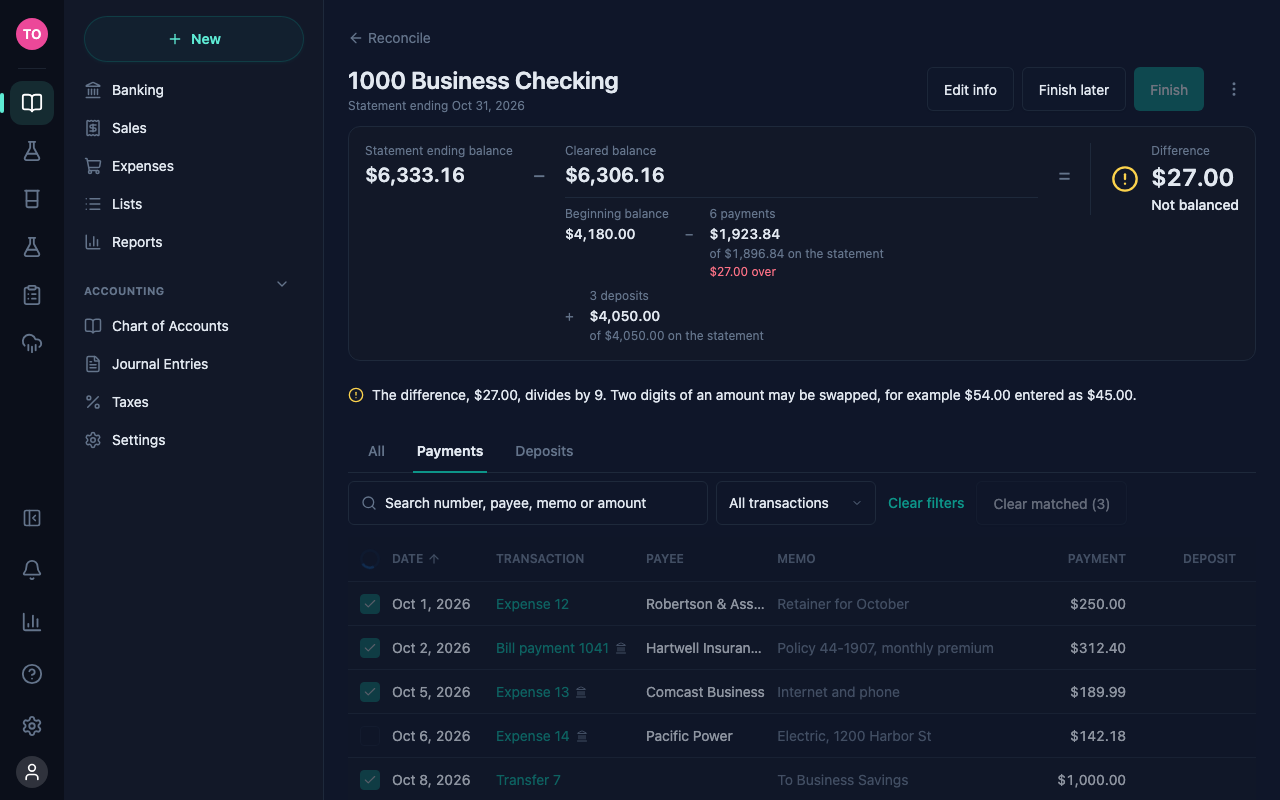 TO
New
Banking
Sales
Expenses
Lists
Reports
ACCOUNTING
Chart of Accounts
Journal Entries
Taxes
Settings
Reconcile
1000 Business Checking
Statement ending Oct 31, 2026
Edit info
Finish later
Finish
Statement ending balance
$6,333.16
–
Cleared balance
$6,306.16
=
Difference
$27.00
Not balanced
Beginning balance
$4,180.00
–
6 payments
$1,923.84
of $1,896.84 on the statement
$27.00 over
+
3 deposits
$4,050.00
of $4,050.00 on the statement
The difference, $27.00, divides by 9. Two digits of an amount may be swapped, for example $54.00 entered as $45.00.
All Payments Deposits
Search number, payee, memo or amount
All transactions
Clear filters
Clear matched (3)
DATE TRANSACTION PAYEE MEMO PAYMENT DEPOSIT
Oct 1, 2026 Expense 12 Robertson & Ass... Retainer for October $250.00
Oct 2, 2026 Bill payment 1041 Hartwell Insuran... Policy 44-1907, monthly premium $312.40
Oct 5, 2026 Expense 13 Comcast Business Internet and phone $189.99
Oct 6, 2026 Expense 14 Pacific Power Electric, 1200 Harbor St $142.18
Oct 8, 2026 Transfer 7 To Business Savings $1,000.00